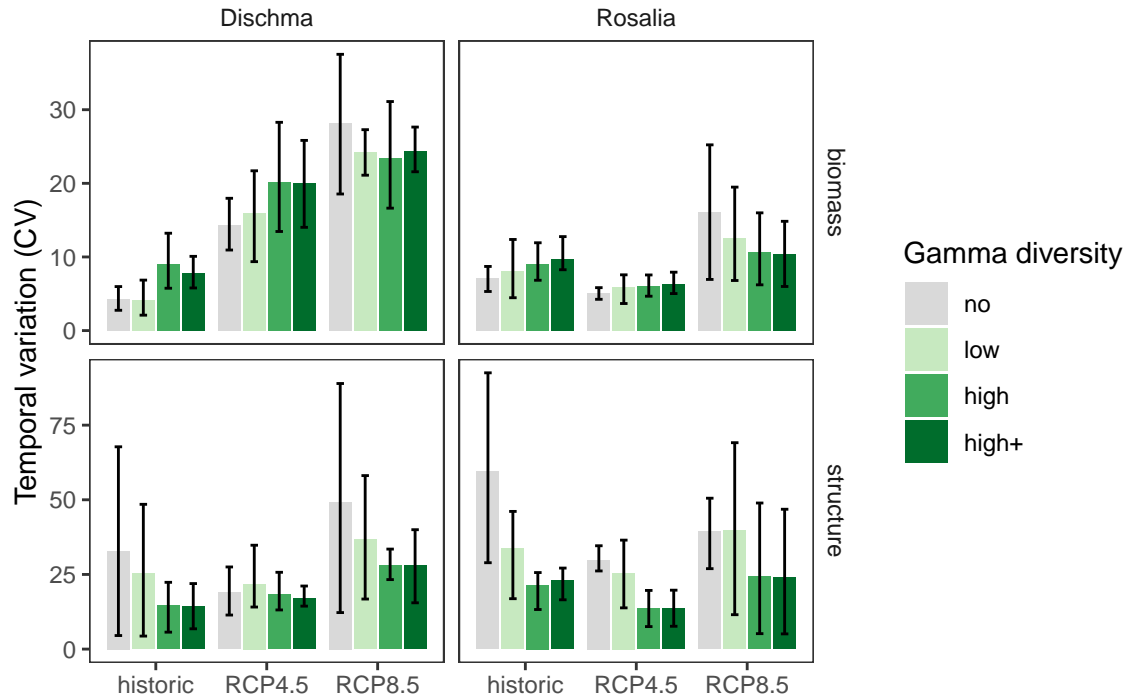 Dischma
Rosalia
Temporal variation (CV)
30
20
10
0
biomass
75
50
25
0
structure
historic
RCP4.5
RCP8.5
historic
RCP4.5
RCP8.5
Gamma diversity
no
low
high
high+